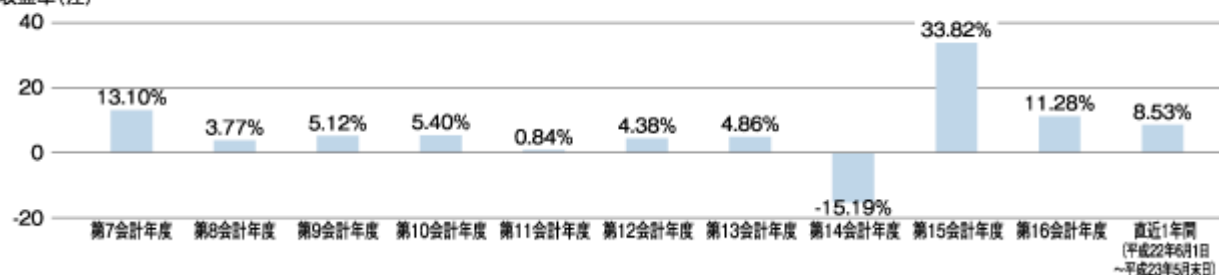 収益率(注)
40
20
0
-20
13.10%
3.77%
5.12%
5.40%
0.84%
4.38%
4.86%
-15.19%
33.82%
11.28%
8.53%
第7会計年度
第8会計年度
第9会計年度
第10会計年度
第11会計年度
第12会計年度
第13会計年度
第14会計年度
第15会計年度
第16会計年度
直近1年間
(平成22年6月1日
~平成23年5月末日)